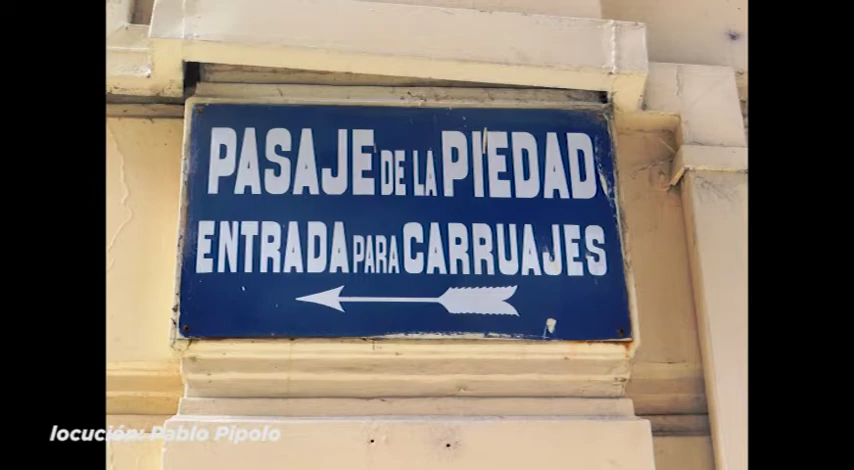 PASAJE DE LA PIEDAD
ENTRADA PARA CARRUAJES
locución: Pablo Pipolo